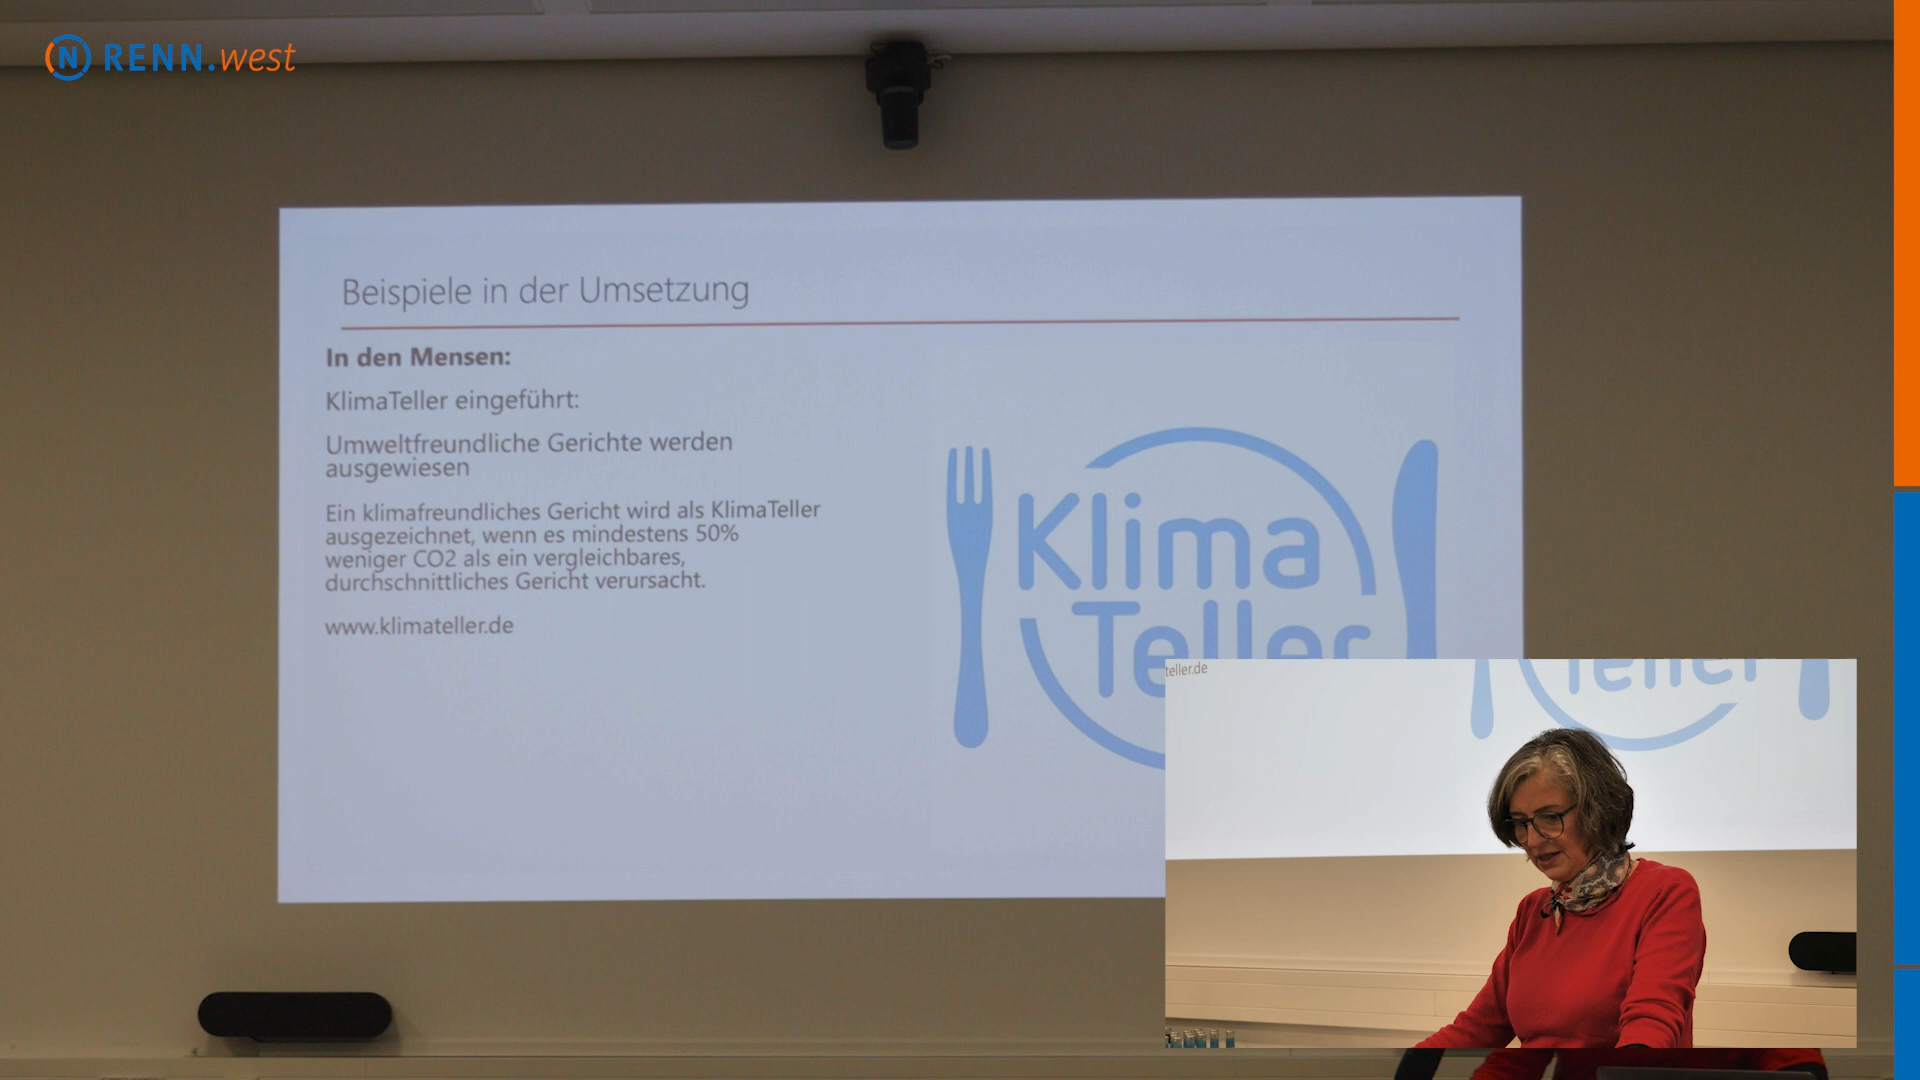 N RENN.west
Beispiele in der Umsetzung
In den Mensen:
KlimaTeller eingeführt:
Umweltfreundliche Gerichte werden
ausgewiesen
Ein klimafreundliches Gericht wird als KlimaTeller
ausgezeichnet, wenn es mindestens 50%
weniger CO2 als ein vergleichbares,
durchschnittliches Gericht verursacht.
www.klimateller.de
Klima
Teller
teller.de
Teller